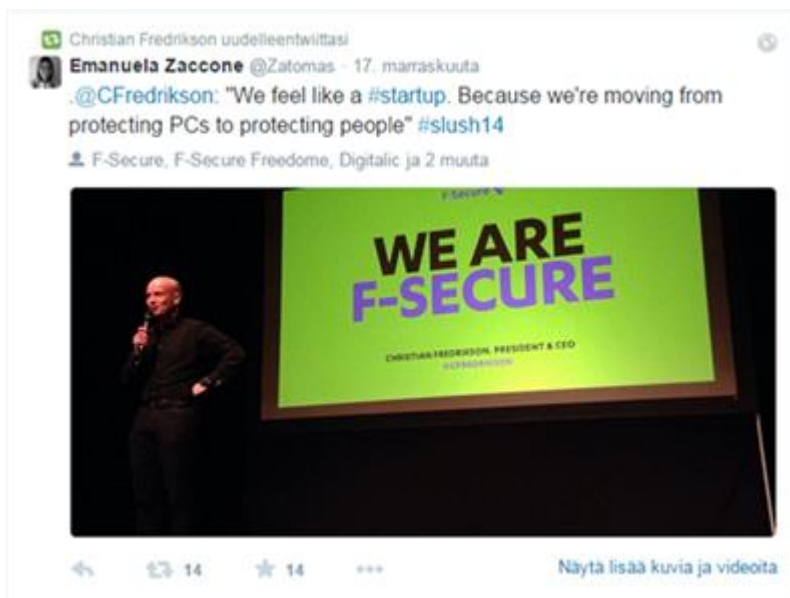 Christian Fredrikson uudelleentwiittasi
Emanuela Zaccone @Zatomas · 17. marraskuuta
.@CFredrikson: "We feel like a #startup. Because we're moving from
protecting PCs to protecting people" #slush14
F-Secure, F-Secure Freedome, Digitalic ja 2 muuta
F-Secure
WE ARE
F-SECURE
CHRISTIAN FREDRIKSON, PRESIDENT & CEO
@CFREDRIKSON
14 14 Näytä lisää kuvia ja videoita